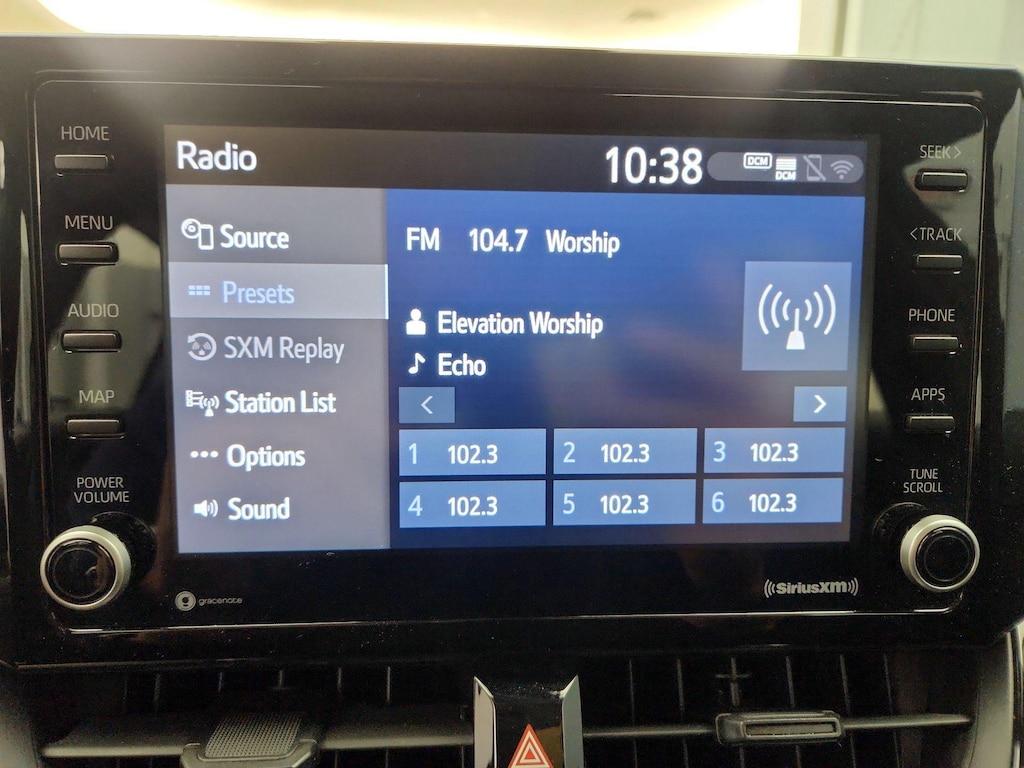 HOME
MENU
AUDIO
MAP
POWER
VOLUME
Radio
10:38
DCM
DCM
Source
Presets
SXM Replay
Station List
Options
Sound
FM 104.7 Worship
Elevation Worship
Echo
< >
1 102.3
2 102.3
3 102.3
4 102.3
5 102.3
6 102.3
SEEK>
<TRACK
PHONE
APPS
TUNE
SCROLL
gracenote
SiriusXM